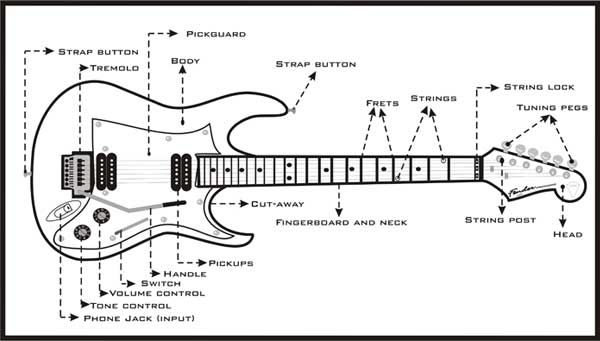 Pickguard
Strap button
Tremolo
Body
Strap button
Frets
Strings
String lock
Tuning pegs
Cut-away
Fingerboard and neck
String post
Head
Fender
Pickups
Handle
Switch
Volume control
Tone control
Phone Jack (input)